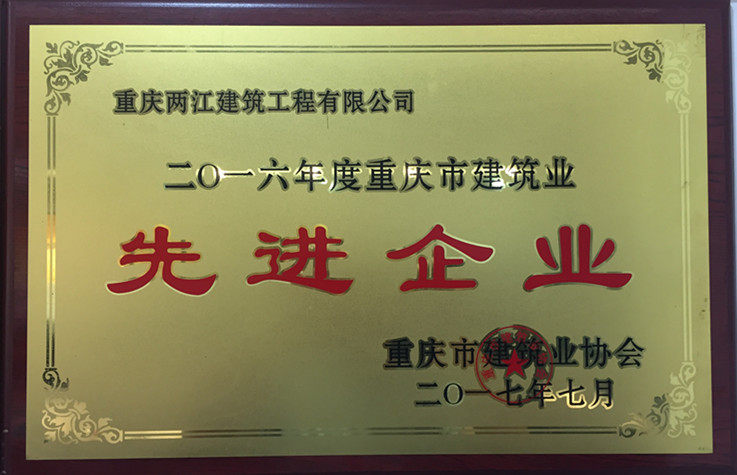 重庆两江建筑工程有限公司
二〇一六年度重庆市建筑业
先进企业
重庆市建筑业协会
二〇一七年七月